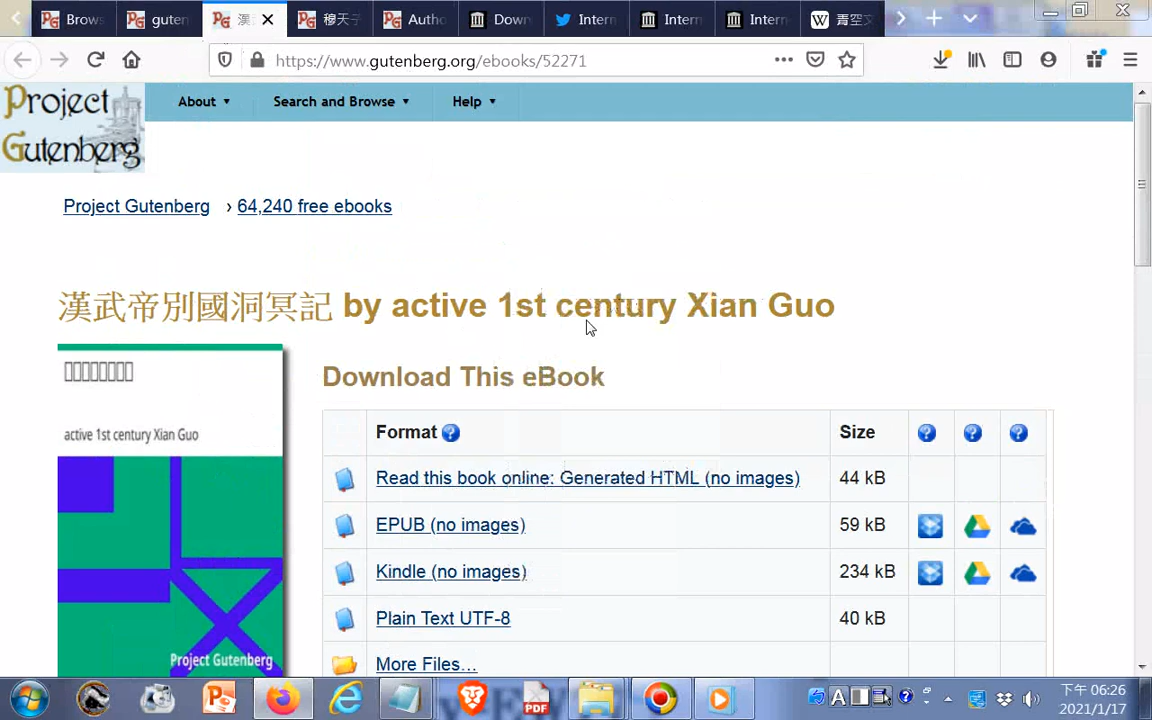 Brows
guten
漢
穆天子
Autho
Down
Intern
Intern
Intern
W 青空文
https://www.gutenberg.org/ebooks/52271
Project
Gutenberg
About
Search and Browse
Help
Project Gutenberg › 64,240 free ebooks
漢武帝別國洞冥記 by active 1st century Xian Guo
active 1st century Xian Guo
Project Gutenberg
Download This eBook
Format Size
Read this book online: Generated HTML (no images) 44 kB
EPUB (no images) 59 kB
Kindle (no images) 234 kB
Plain Text UTF-8 40 kB
More Files…
PDF
下午 06:26
2021/1/17